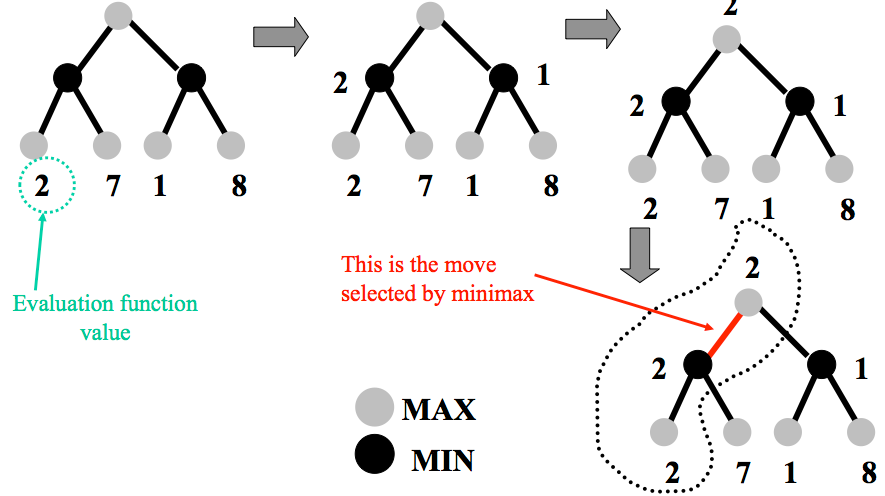 2
2
1
2
1
2 7 1 8
2 7 1 8
2 7 1 8
This is the move
selected by minimax
2
Evaluation function
value
2
1
MAX
MIN
2 7 1 8